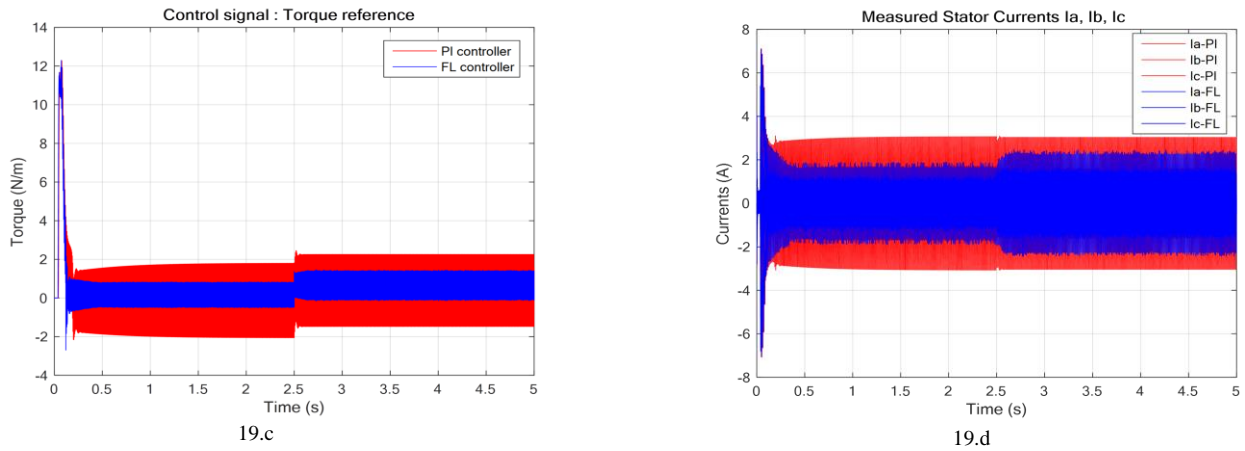 Control signal : Torque reference
14
12
10
8
6
4
2
0
-2
-4
Torque (N/m)
PI controller
FL controller
0 0.5 1 1.5 2 2.5 3 3.5 4 4.5 5
Time (s)
19.c
Measured Stator Currents Ia, Ib, Ic
8
6
4
2
0
-2
-4
-6
-8
Currents (A)
Ia-PI
Ib-PI
Ic-PI
Ia-FL
Ib-FL
Ic-FL
0 0.5 1 1.5 2 2.5 3 3.5 4 4.5 5
Time (s)
19.d